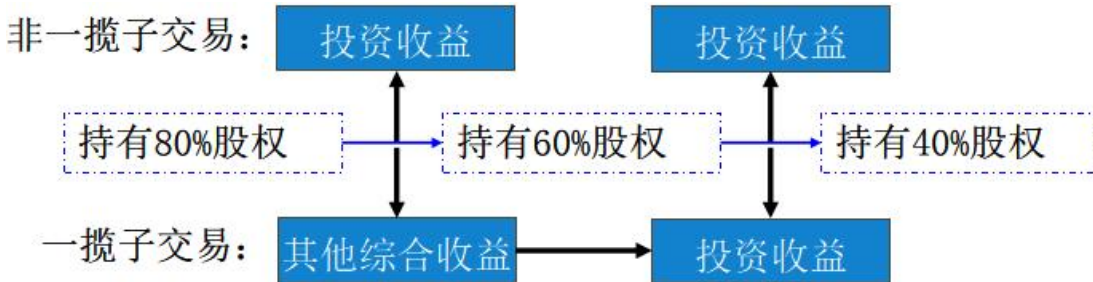 非一揽子交易： 投资收益 投资收益
持有80%股权 持有60%股权 持有40%股权
一揽子交易： 其他综合收益 投资收益